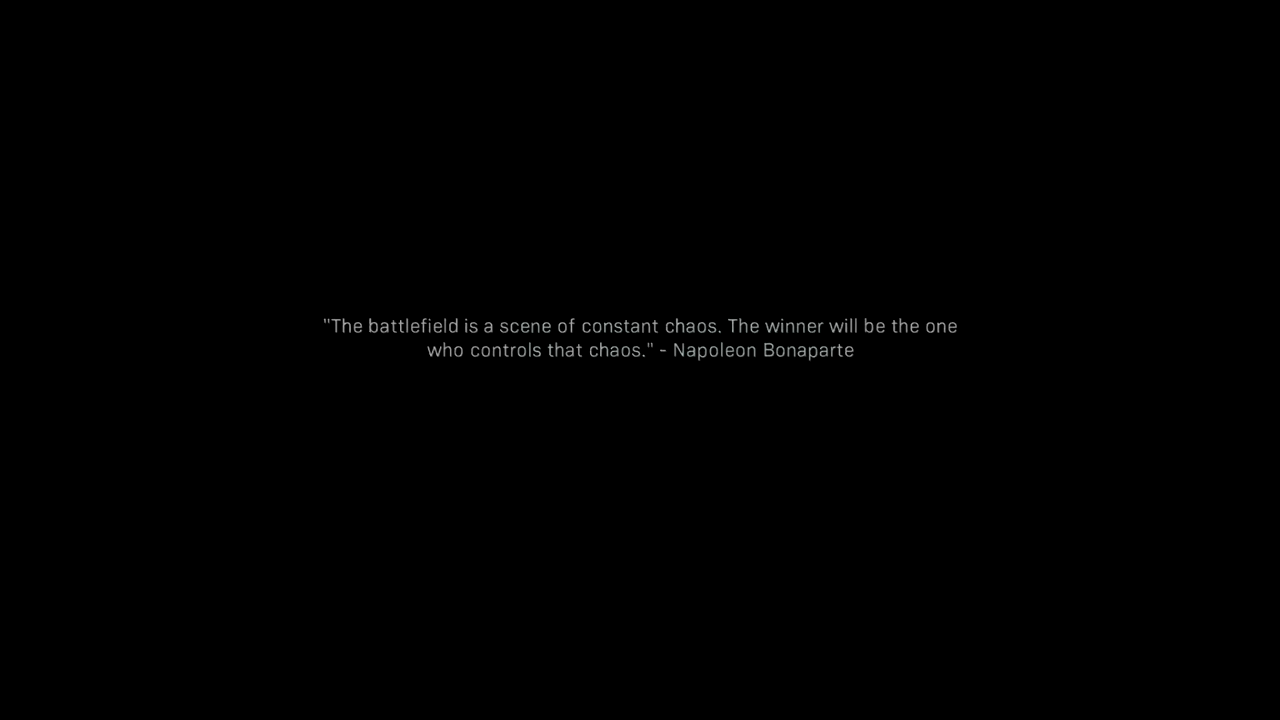 "The battlefield is a scene of constant chaos. The winner will be the one
who controls that chaos." - Napoleon Bonaparte